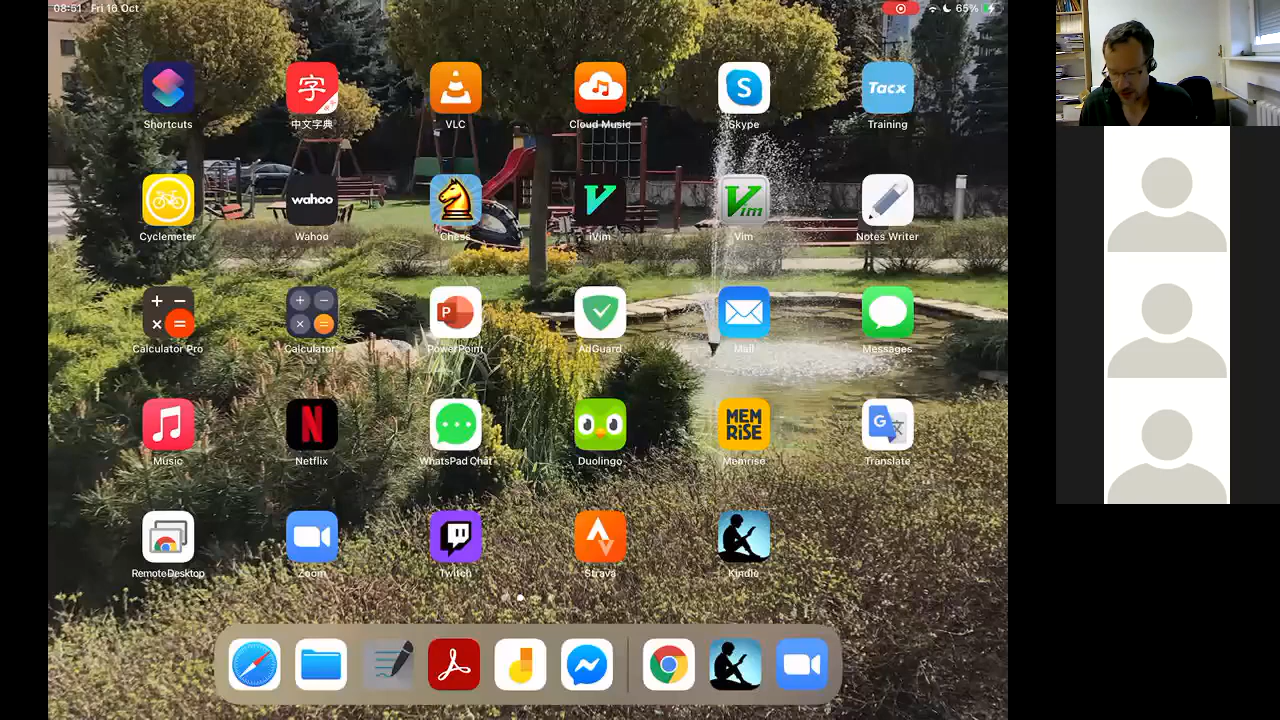 08:51 Fri 16 Oct 65%
字 Tacx
Shortcuts 中文字典 VLC Cloud Music Skype Training
wahoo Vim
Cyclemeter Wahoo Chess iVim Vim Notes Writer
Calculator Pro Calculator PowerPoint AdGuard Mail Messages
MEM
RiSE
Music Netflix WhatsPad Chat Duolingo Memrise Translate
RemoteDesktop Zoom Twitch Strava Kindle